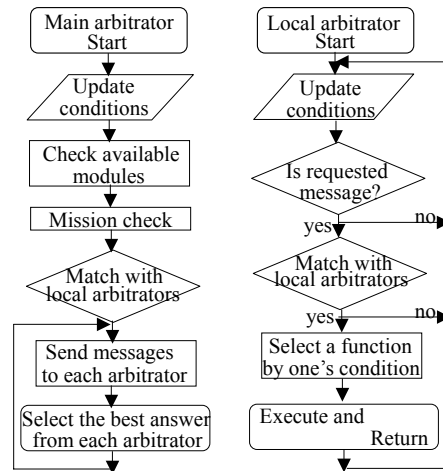 Main arbitrator
Start
Update
conditions
Check available
modules
Mission check
Match with
local arbitrators
Send messages
to each arbitrator
Select the best answer
from each arbitrator
Local arbitrator
Start
Update
conditions
Is requested
message?
yes
no
Match with
local arbitrators
yes
no
Select a function
by one's condition
Execute and
Return